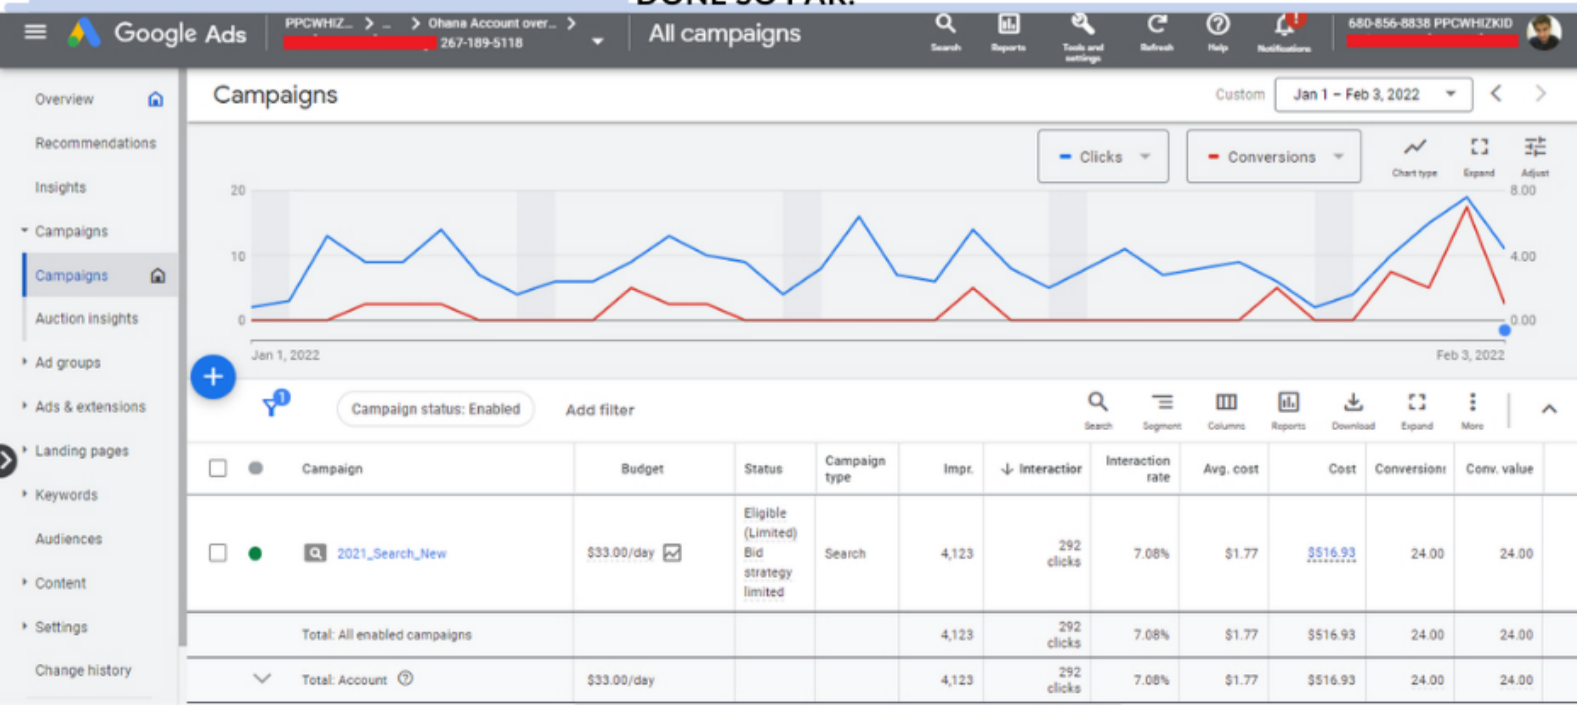 DONE SO FAR:
Google Ads
PPCWHIZ... > ... > Ohana Account over... >
267-189-5118
All campaigns
Search
Reports
Tools and settings
Refresh
Help
!
Notifications
680-856-8838 PPCWHIZKID
Overview
Recommendations
Insights
Campaigns
Campaigns
Auction insights
Ad groups
Ads & extensions
Landing pages
Keywords
Audiences
Content
Settings
Change history
Campaigns
Custom
Jan 1 – Feb 3, 2022
Clicks
Conversions
Chart type
Expand
Adjust
20
10
0
8.00
4.00
0.00
Jan 1, 2022
Feb 3, 2022
1
Campaign status: Enabled
Add filter
Search
Segment
Columns
Reports
Download
Expand
More
Campaign Budget Status Campaign type Impr. Interactior Interaction rate Avg. cost Cost Conversions Conv. value
2021_Search_New $33.00/day Eligible (Limited) Bid strategy limited Search 4,123 292 clicks 7.08% $1.77 $516.93 24.00 24.00
Total: All enabled campaigns 4,123 292 clicks 7.08% $1.77 $516.93 24.00 24.00
Total: Account $33.00/day 4,123 292 clicks 7.08% $1.77 $516.93 24.00 24.00